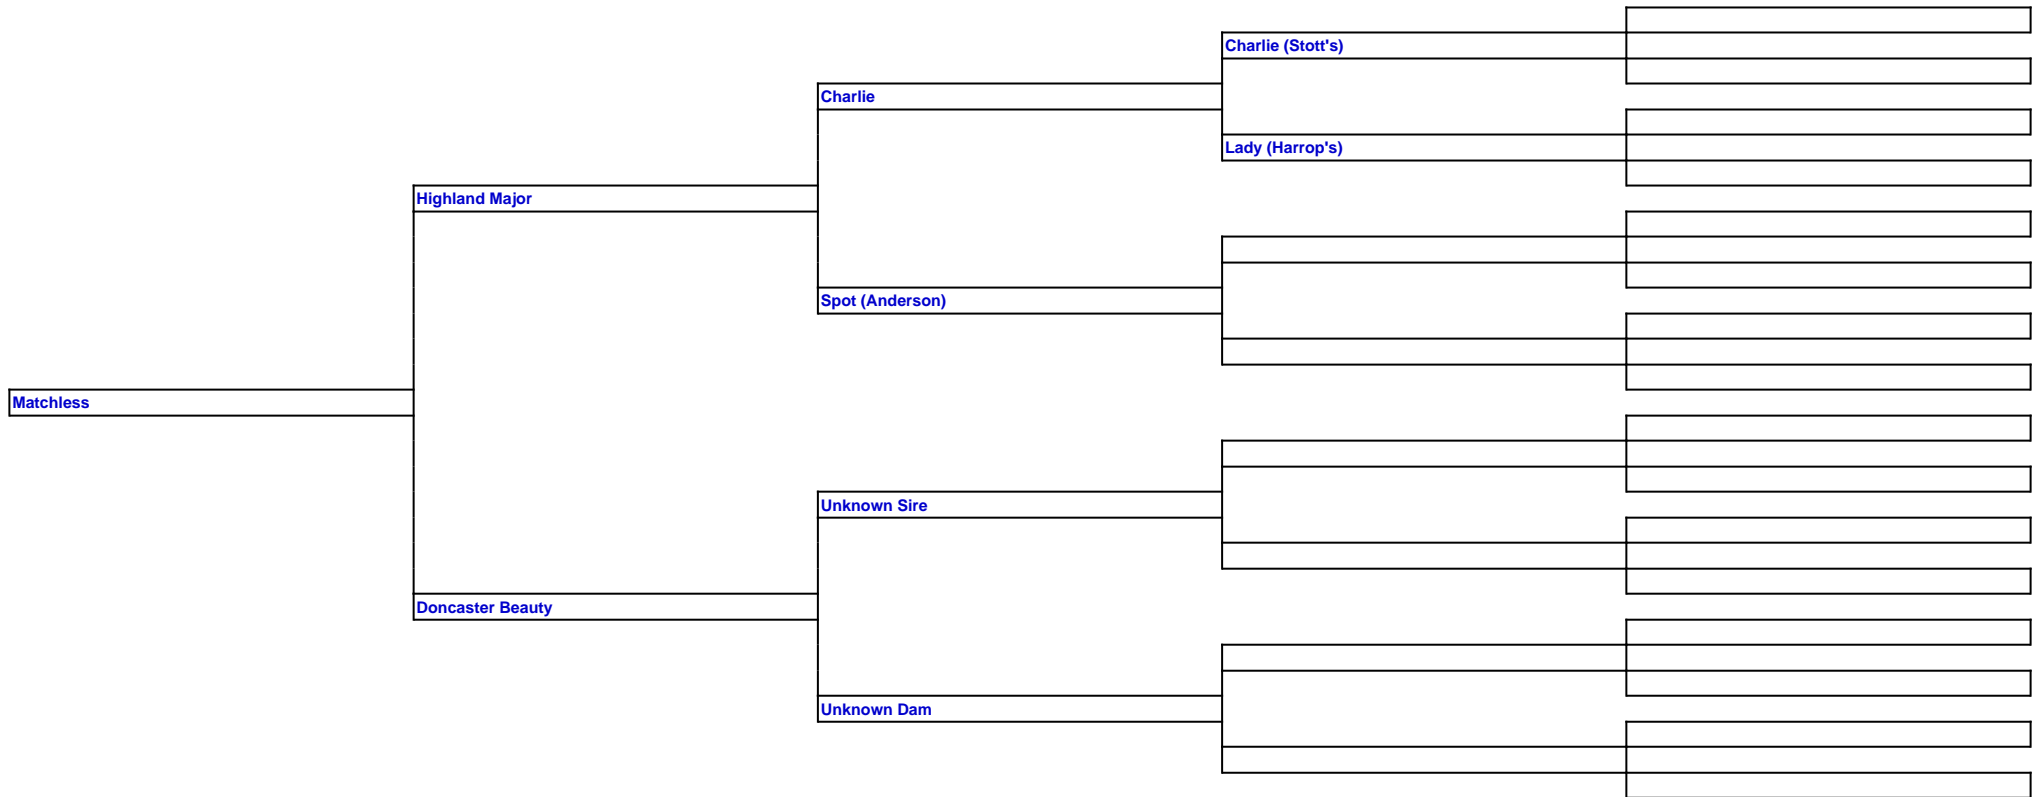 Charlie (Stott's)
Charlie
Lady (Harrop's)
Highland Major
Spot (Anderson)
Matchless
Unknown Sire
Doncaster Beauty
Unknown Dam